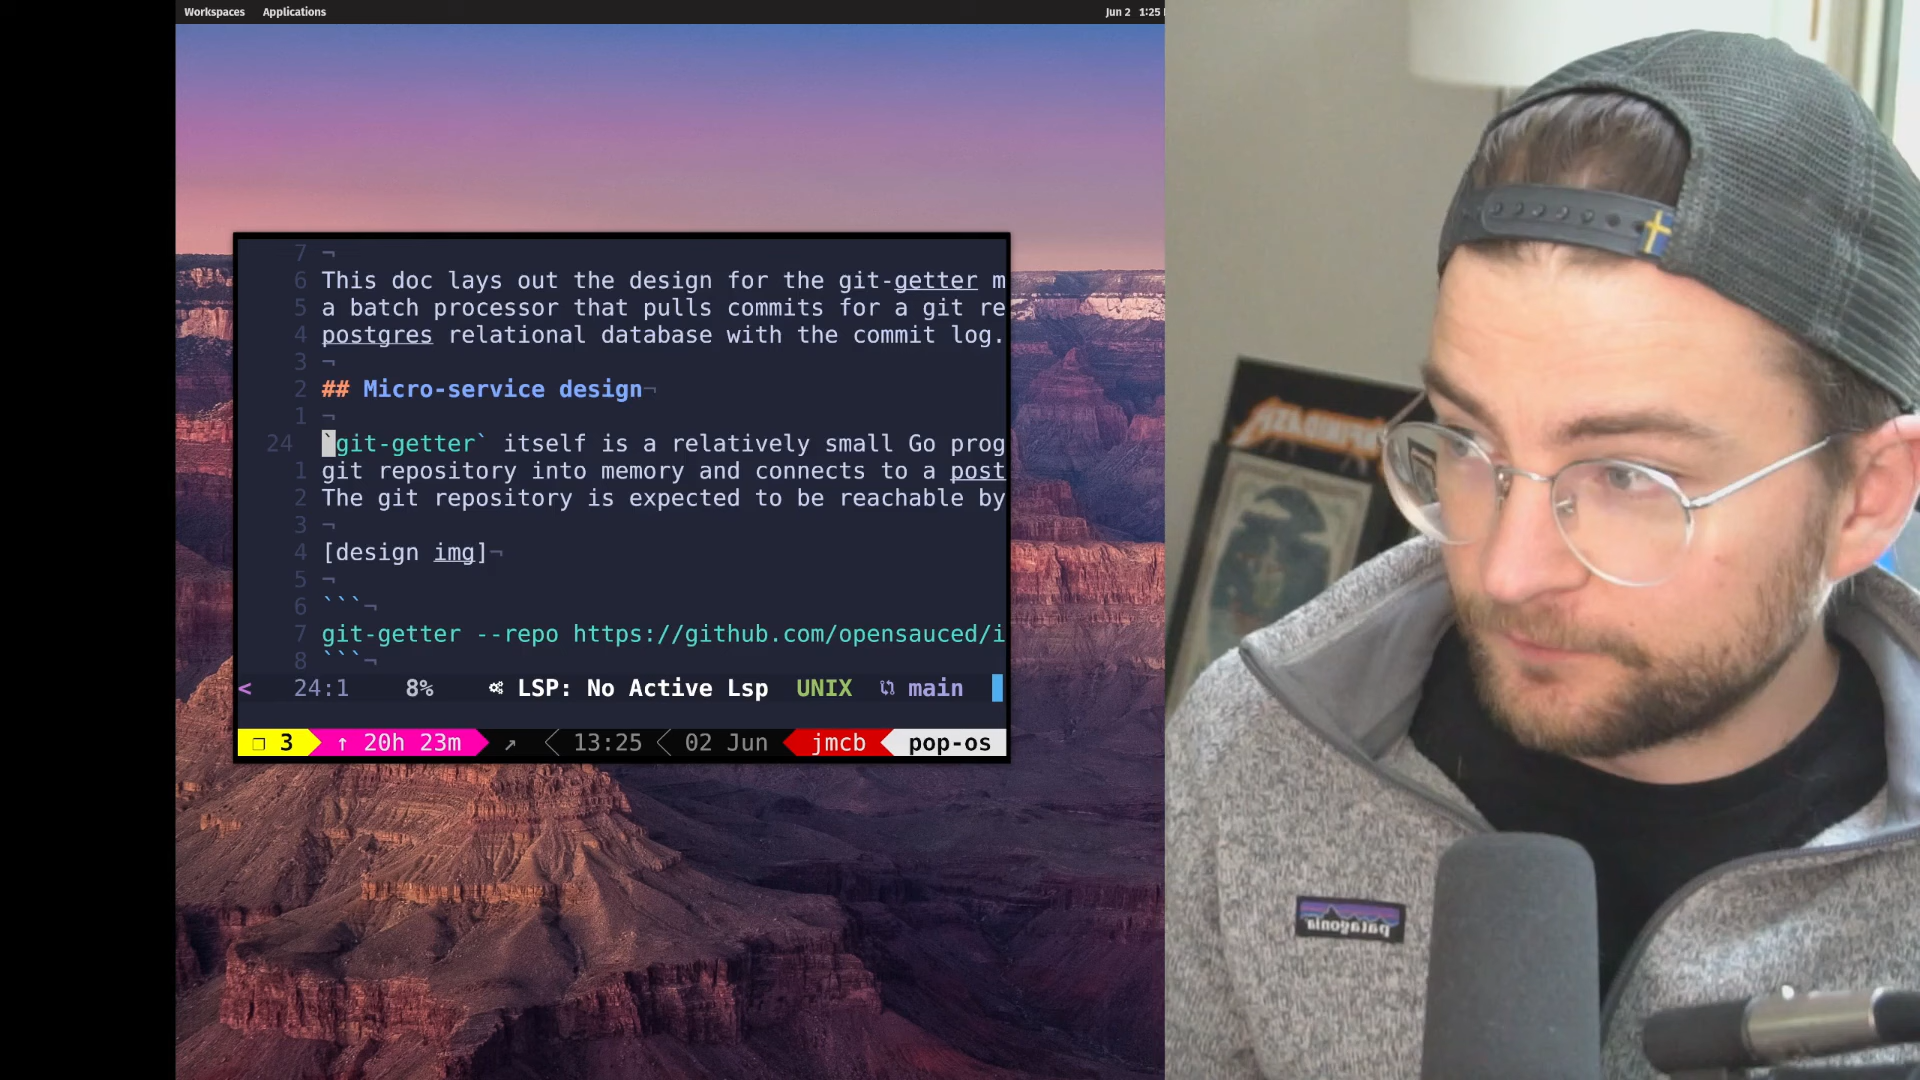 Workspaces Applications Jun 2 1:25
7 ¬
6 This doc lays out the design for the git-getter m
5 a batch processor that pulls commits for a git re
4 postgres relational database with the commit log.
3 ¬
2 ## Micro-service design¬
1 ¬
24 `git-getter` itself is a relatively small Go prog
1 git repository into memory and connects to a post
2 The git repository is expected to be reachable by
3 ¬
4 [design img]¬
5 ¬
6 ```¬
7 git-getter --repo https://github.com/opensauced/i
8 ```¬
< 24:1 8% LSP: No Active Lsp UNIX main
3 ↑ 20h 23m ↗ 13:25 02 Jun jmcb pop-os
patagonia